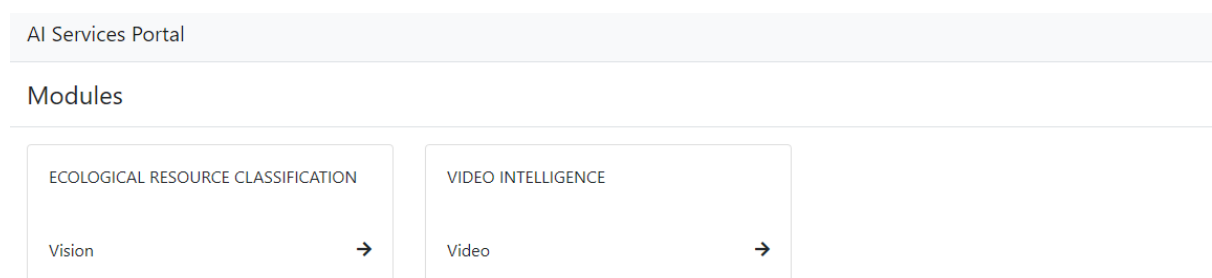 AI Services Portal
Modules
ECOLOGICAL RESOURCE CLASSIFICATION
Vision
VIDEO INTELLIGENCE
Video